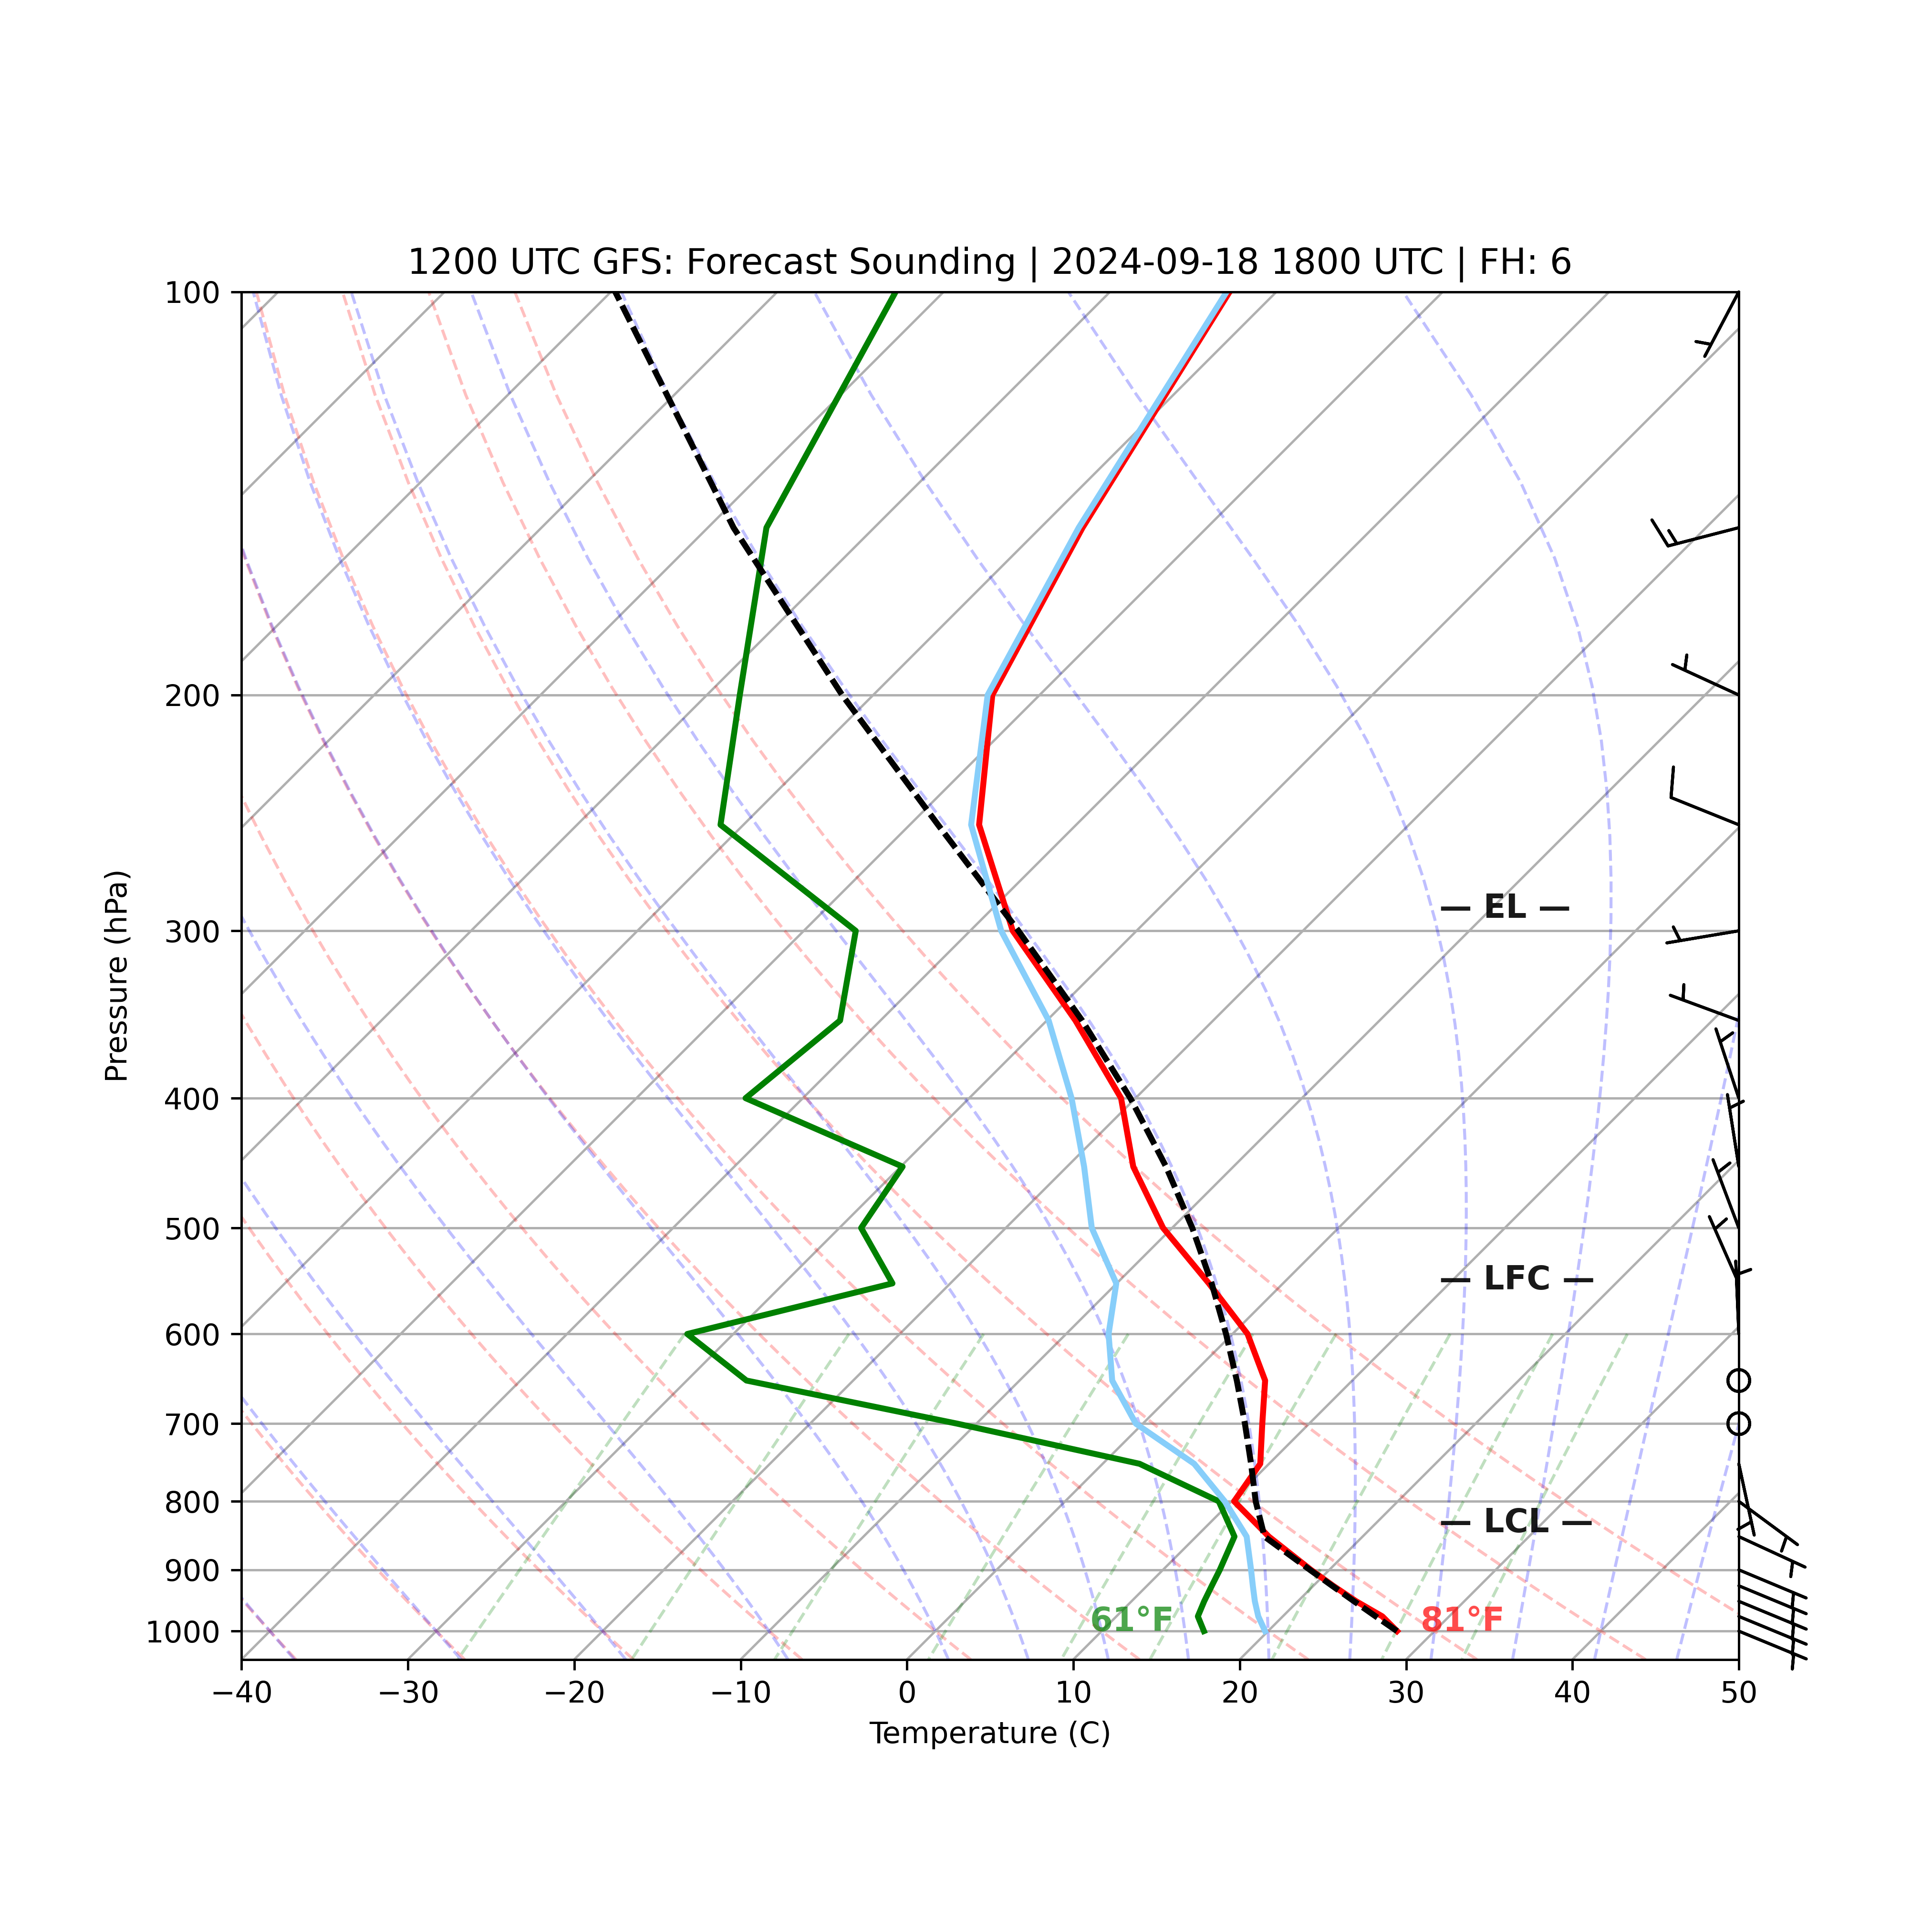 1200 UTC GFS: Forecast Sounding | 2024-09-18 1800 UTC | FH: 6
100
200
300
400
500
600
700
800
900
1000
Pressure (hPa)
— EL —
— LFC —
— LCL —
61°F
81°F
−40 −30 −20 −10 0 10 20 30 40 50
Temperature (C)